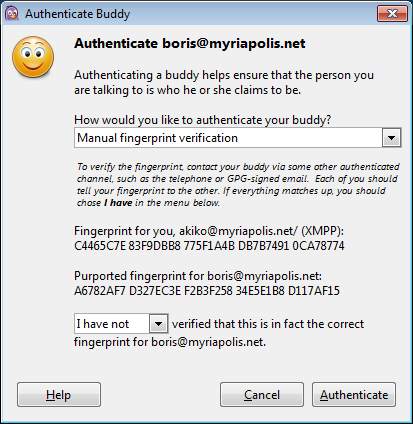 Authenticate Buddy
Authenticate boris@myriapolis.net
Authenticating a buddy helps ensure that the person you
are talking to is who he or she claims to be.
How would you like to authenticate your buddy?
Manual fingerprint verification
To verify the fingerprint, contact your buddy via some other authenticated
channel, such as the telephone or GPG-signed email. Each of you should
tell your fingerprint to the other. If everything matches up, you should
chose I have in the menu below.
Fingerprint for you, akiko@myriapolis.net/ (XMPP):
C4465C7E 83F9DBB8 775F1A4B DB7B7491 0CA78774
Purported fingerprint for boris@myriapolis.net:
A6782AF7 D327EC3E F2B3F258 34E5E1B8 D117AF15
I have not verified that this is in fact the correct
fingerprint for boris@myriapolis.net.
Help Cancel Authenticate